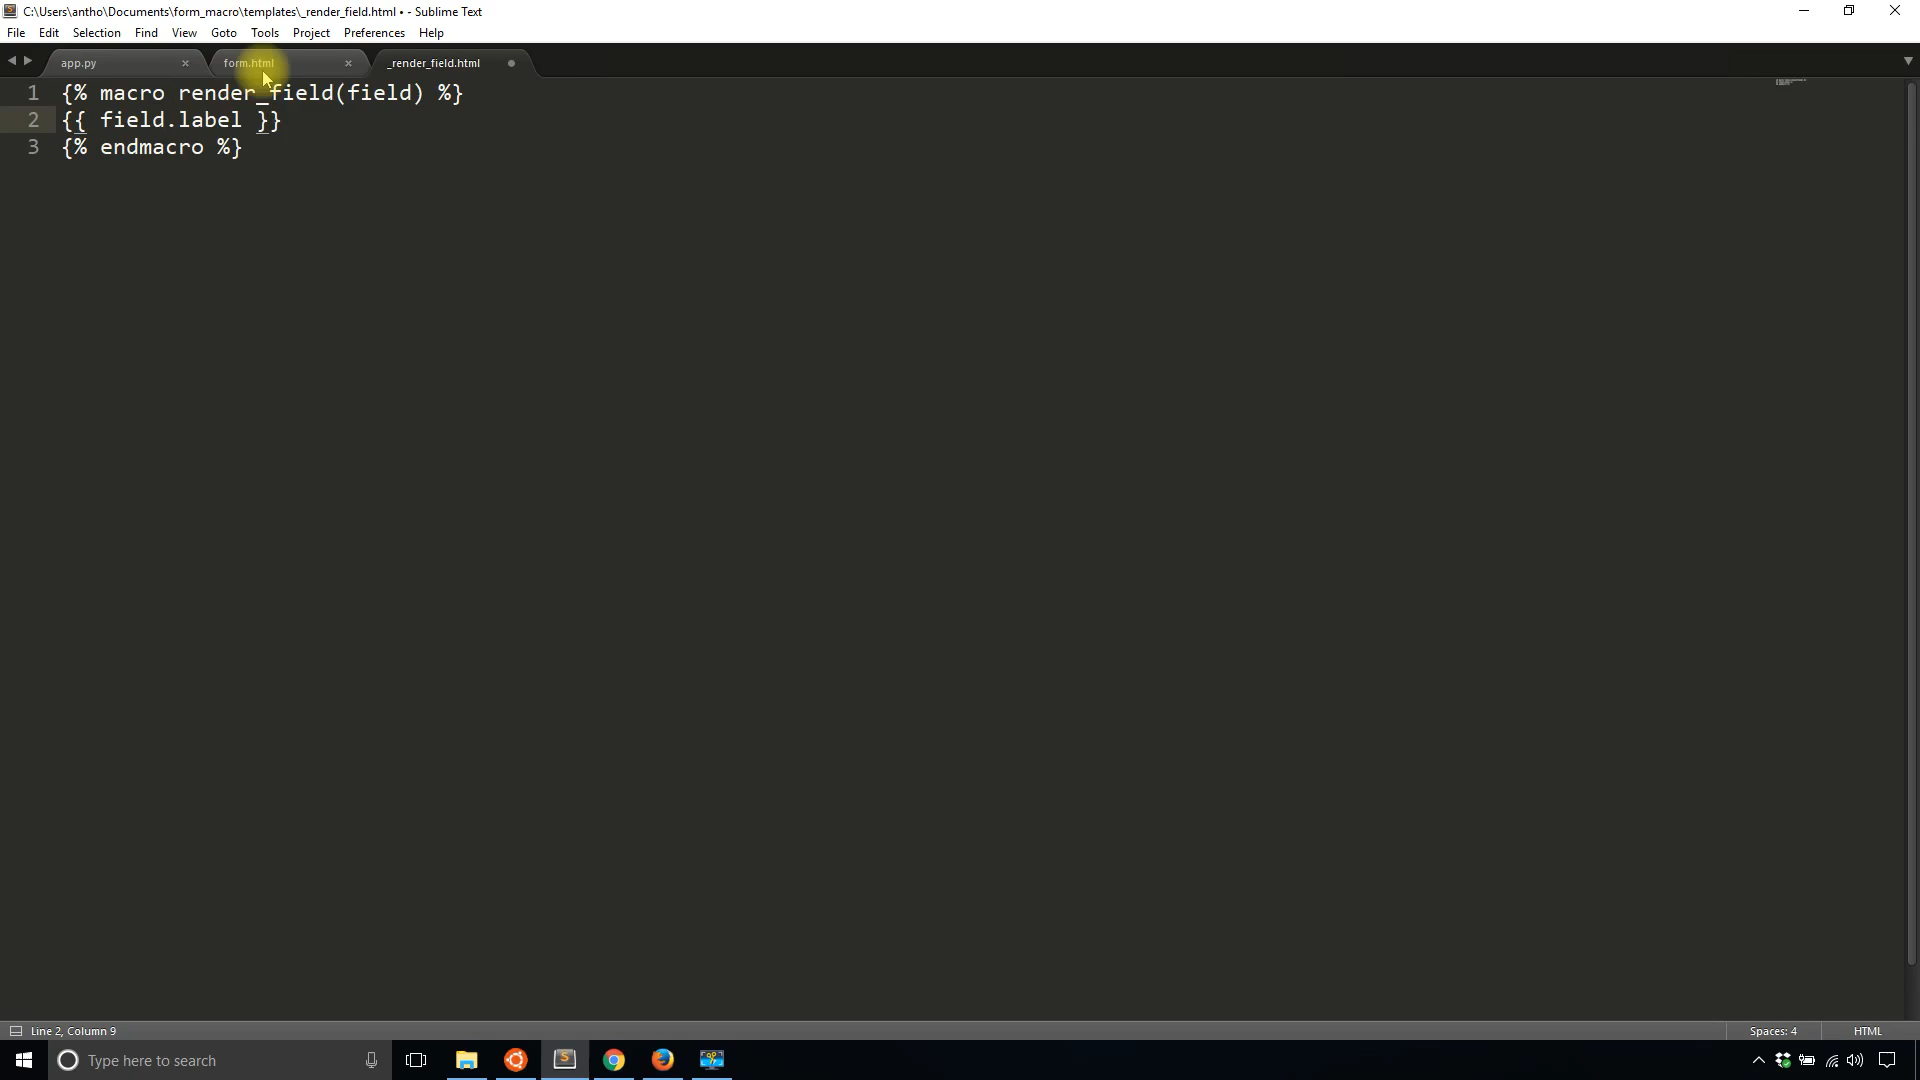 C:\Users\antho\Documents\form_macro\templates\_render_field.html • - Sublime Text
File Edit Selection Find View Goto Tools Project Preferences Help
app.py × form.html × _render_field.html
1 {% macro render_field(field) %}
2 {{ field.label }}
3 {% endmacro %}
Line 2, Column 9 Spaces: 4 HTML
Type here to search